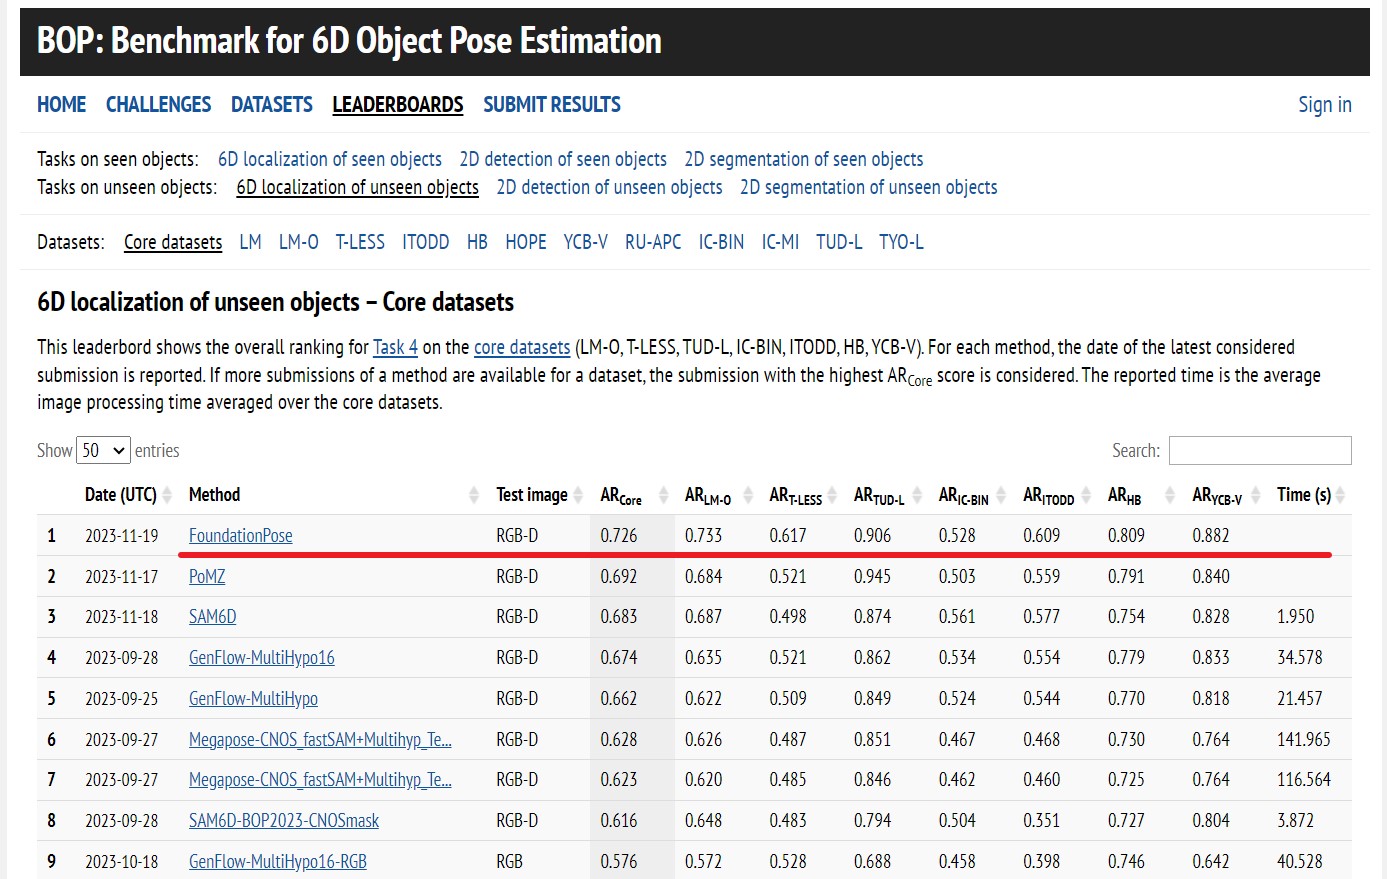 BOP: Benchmark for 6D Object Pose Estimation
HOME CHALLENGES DATASETS LEADERBOARDS SUBMIT RESULTS Sign in
Tasks on seen objects: 6D localization of seen objects 2D detection of seen objects 2D segmentation of seen objects
Tasks on unseen objects: 6D localization of unseen objects 2D detection of unseen objects 2D segmentation of unseen objects
Datasets: Core datasets LM LM-O T-LESS ITODD HB HOPE YCB-V RU-APC IC-BIN IC-MI TUD-L TYO-L
6D localization of unseen objects – Core datasets
This leaderbord shows the overall ranking for Task 4 on the core datasets (LM-O, T-LESS, TUD-L, IC-BIN, ITODD, HB, YCB-V). For each method, the date of the latest considered
submission is reported. If more submissions of a method are available for a dataset, the submission with the highest ARCore score is considered. The reported time is the average
image processing time averaged over the core datasets.
Show 50 entries Search:
Date (UTC) Method Test image ARCore ARLM-O ART-LESS ARTUD-L ARIC-BIN ARITODD ARHB ARYCB-V Time (s)
1 2023-11-19 FoundationPose RGB-D 0.726 0.733 0.617 0.906 0.528 0.609 0.809 0.882
2 2023-11-17 PoMZ RGB-D 0.692 0.684 0.521 0.945 0.503 0.559 0.791 0.840
3 2023-11-18 SAM6D RGB-D 0.683 0.687 0.498 0.874 0.561 0.577 0.754 0.828 1.950
4 2023-09-28 GenFlow-MultiHypo16 RGB-D 0.674 0.635 0.521 0.862 0.534 0.554 0.779 0.833 34.578
5 2023-09-25 GenFlow-MultiHypo RGB-D 0.662 0.622 0.509 0.849 0.524 0.544 0.770 0.818 21.457
6 2023-09-27 Megapose-CNOS_fastSAM+Multihyp_Te... RGB-D 0.628 0.626 0.487 0.851 0.467 0.468 0.730 0.764 141.965
7 2023-09-27 Megapose-CNOS_fastSAM+Multihyp_Te... RGB-D 0.623 0.620 0.485 0.846 0.462 0.460 0.725 0.764 116.564
8 2023-09-28 SAM6D-BOP2023-CNOSmask RGB-D 0.616 0.648 0.483 0.794 0.504 0.351 0.727 0.804 3.872
9 2023-10-18 GenFlow-MultiHypo16-RGB RGB 0.576 0.572 0.528 0.688 0.458 0.398 0.746 0.642 40.528